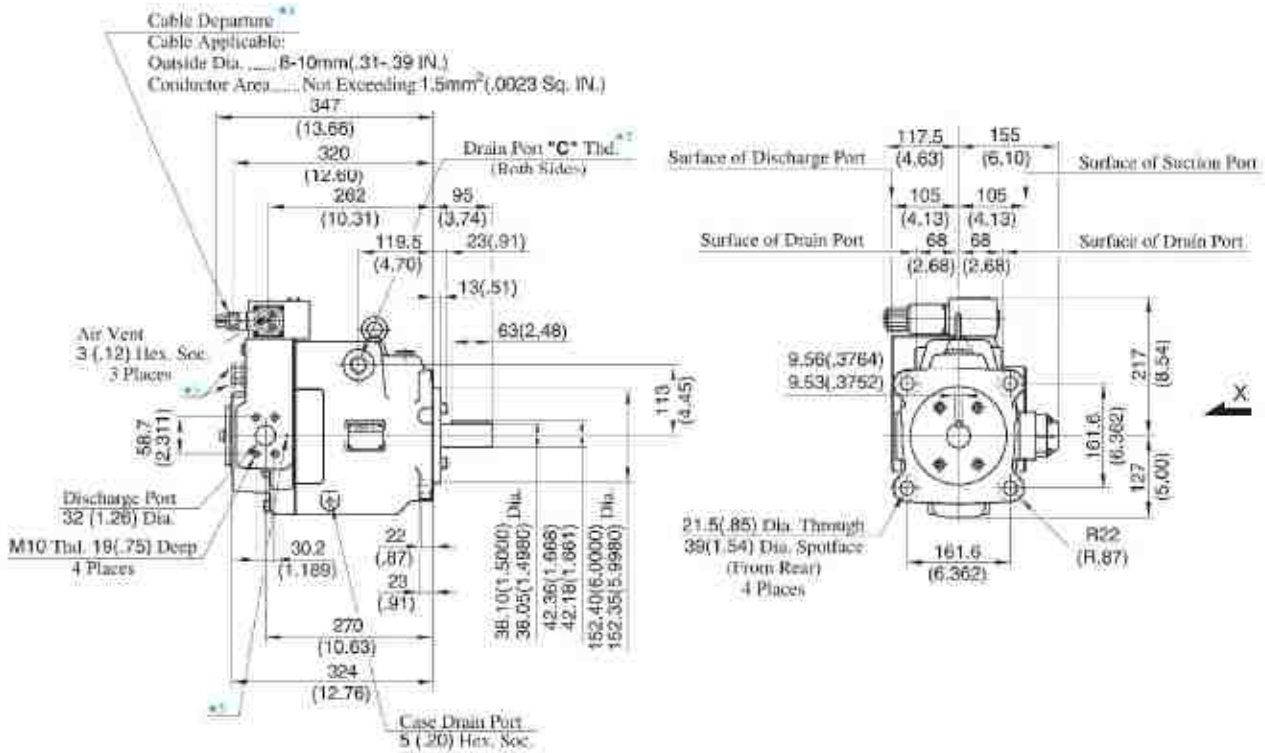 Cable Departure
Cable Applicable:
Outside Dia. ...... 8-10mm(.31-.39 IN.)
Conductor Area ...... Not Exceeding 1.5mm²(.0023 Sq. IN.)
347
(13.66)
320
(12.60)
262
(10.31)
Drain Port "C" Thd.
(Both Sides)
95
(3.74)
119.5
(4.70)
23(.91)
13(.51)
63(2.48)
Air Vent
3 (.12) Hex. Soc.
3 Places
58.7
(2.311)
113
(4.45)
Discharge Port
32 (1.26) Dia.
M10 Thd. 19(.75) Deep
4 Places
30.2
(1.189)
22
(.87)
23
(.91)
38.10(1.5000) Dia.
38.05(1.4980)
42.36(1.668)
42.18(1.661)
152.40(6.0000) Dia.
152.35(5.9980)
270
(10.63)
324
(12.76)
Case Drain Port
5 (.20) Hex. Soc.
117.5
(4.63)
155
(6.10)
Surface of Discharge Port
Surface of Suction Port
105
(4.13)
105
(4.13)
Surface of Drain Port
68
(2.68)
68
(2.68)
Surface of Drain Port
9.56(.3764)
9.53(.3752)
217
(8.54)
X
161.6
(6.362)
127
(5.00)
21.5(.85) Dia. Through
39(1.54) Dia. Spotface
(From Rear)
4 Places
161.6
(6.362)
R22
(R.87)